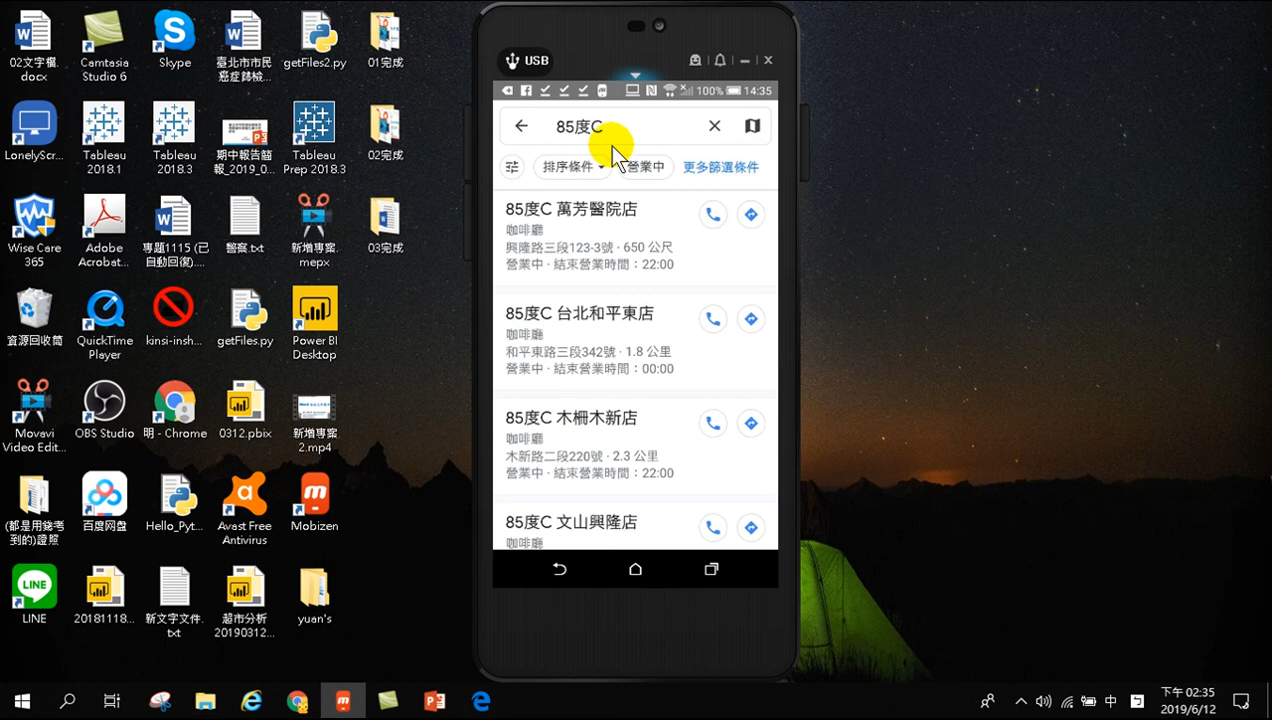 02文字檔.
docx
Camtasia
Studio 6
Skype
臺北市市民
癌症篩檢...
getFiles2.py
01完成
LonelyScr...
Tableau
2018.1
Tableau
2018.3
期中報告簡
報_2019_0...
Tableau
Prep 2018.3
02完成
Wise Care
365
Adobe
Acrobat...
專題1115 (已
自動回復)....
警察.txt
新增專案.
mepx
03完成
資源回收筒
QuickTime
Player
kinsi-insh...
getFiles.py
Power BI
Desktop
Movavi
Video Edit...
OBS Studio
明 - Chrome
0312.pbix
新增專案
2.mp4
(都是用錢考
到的)證照
百度网盘
Hello_Pyt...
Avast Free
Antivirus
Mobizen
LINE
LINE
20181118...
新文字文件.
txt
超市分析
20190312...
yuan's
USB
100% 14:35
85度C
排序條件
營業中
更多篩選條件
85度C 萬芳醫院店
咖啡廳
興隆路三段123-3號 · 650 公尺
營業中 · 結束營業時間：22:00
85度C 台北和平東店
咖啡廳
和平東路三段342號 · 1.8 公里
營業中 · 結束營業時間：00:00
85度C 木柵木新店
咖啡廳
木新路二段220號 · 2.3 公里
營業中 · 結束營業時間：22:00
85度C 文山興隆店
咖啡廳
中
下午 02:35
2019/6/12